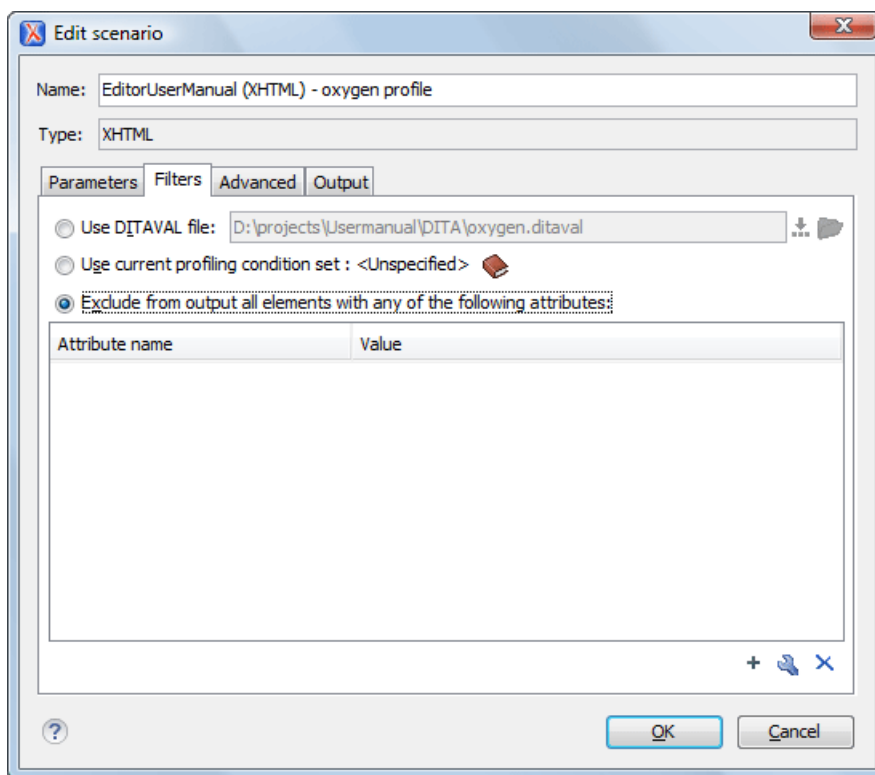 Edit scenario
Name: EditorUserManual (XHTML) - oxygen profile
Type: XHTML
Parameters Filters Advanced Output
Use DITAVAL file: D:\projects\Usermanual\DITA\oxygen.ditaval
Use current profiling condition set : <Unspecified>
Exclude from output all elements with any of the following attributes:
Attribute name Value
OK Cancel